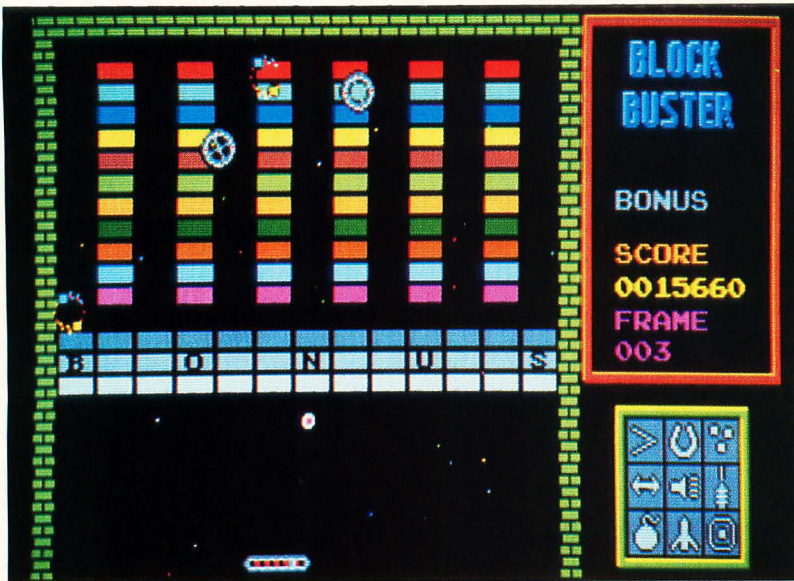 BLOCK
BUSTER
BONUS
SCORE
0015660
FRAME
003
B O N U S